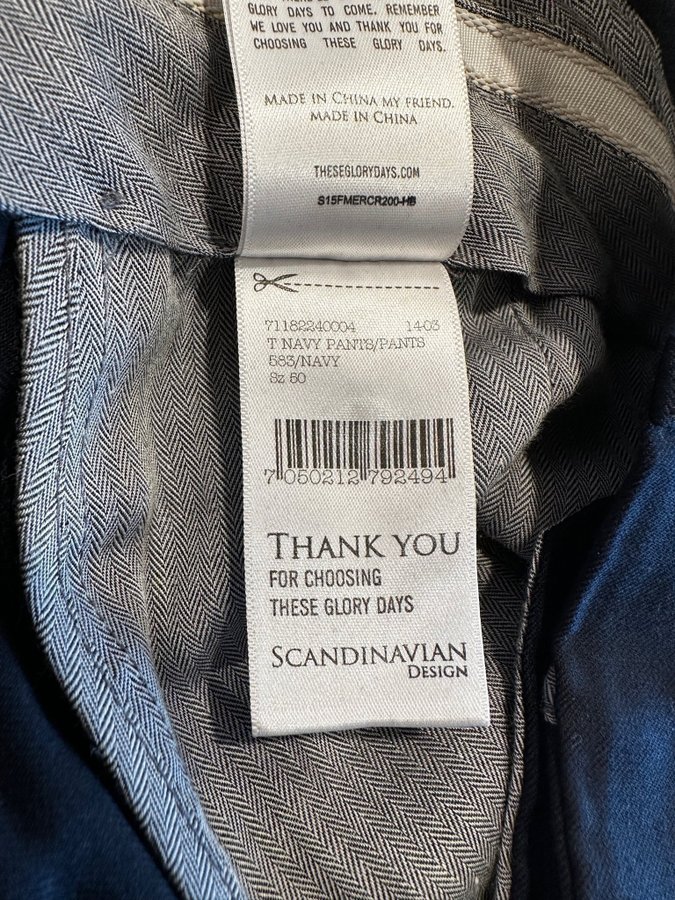 GLORY DAYS TO COME. REMEMBER
WE LOVE YOU AND THANK YOU FOR
CHOOSING THESE GLORY DAYS.
MADE IN CHINA MY FRIEND.
MADE IN CHINA
THESEGLORYDAYS.COM
S15FMERCR200-HB
71182240004 1403
T NAVY PANTS/PANTS
583/NAVY
SZ 50
7 050212 792494
THANK YOU
FOR CHOOSING
THESE GLORY DAYS
SCANDINAVIAN
DESIGN